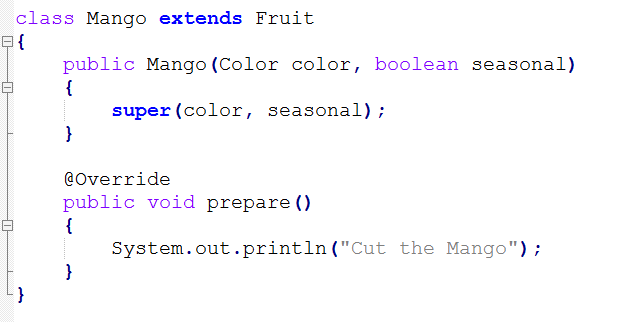 class Mango extends Fruit
{
    public Mango(Color color, boolean seasonal)
    {
        super(color, seasonal);
    }

    @Override
    public void prepare()
    {
        System.out.println("Cut the Mango");
    }
}